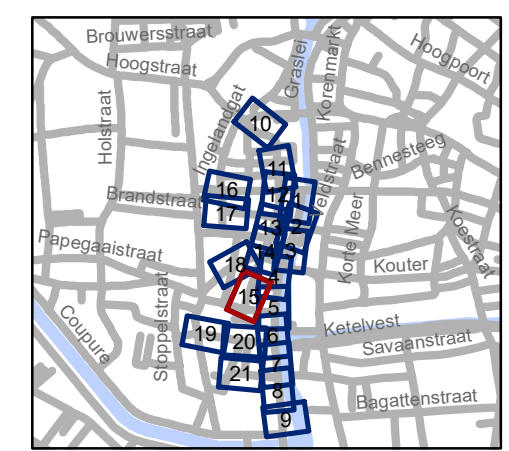 Brouwersstraat
Hoogstraat
Graslei
Korenmarkt
Hoogpoort
Holstraat
Ingelandgat
10
Bennesteeg
11
Veldstraat
16
12
1
Brandstraat
17
13
2
Korte Meer
Koestraat
Papegaaistraat
18
14
3
Kouter
4
15
5
Coupure
Stoppelstraat
19
20
6
Ketelvest
Savaanstraat
21
7
8
Bagattenstraat
9